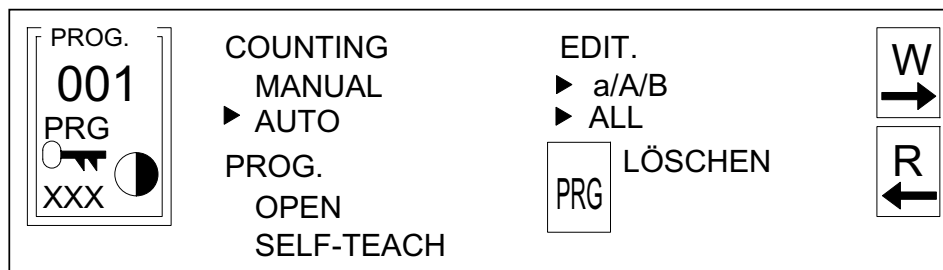 PROG.
001
PRG
XXX
COUNTING
MANUAL
AUTO
PROG.
OPEN
SELF-TEACH
EDIT.
a/A/B
ALL
PRG
LÖSCHEN
W
R